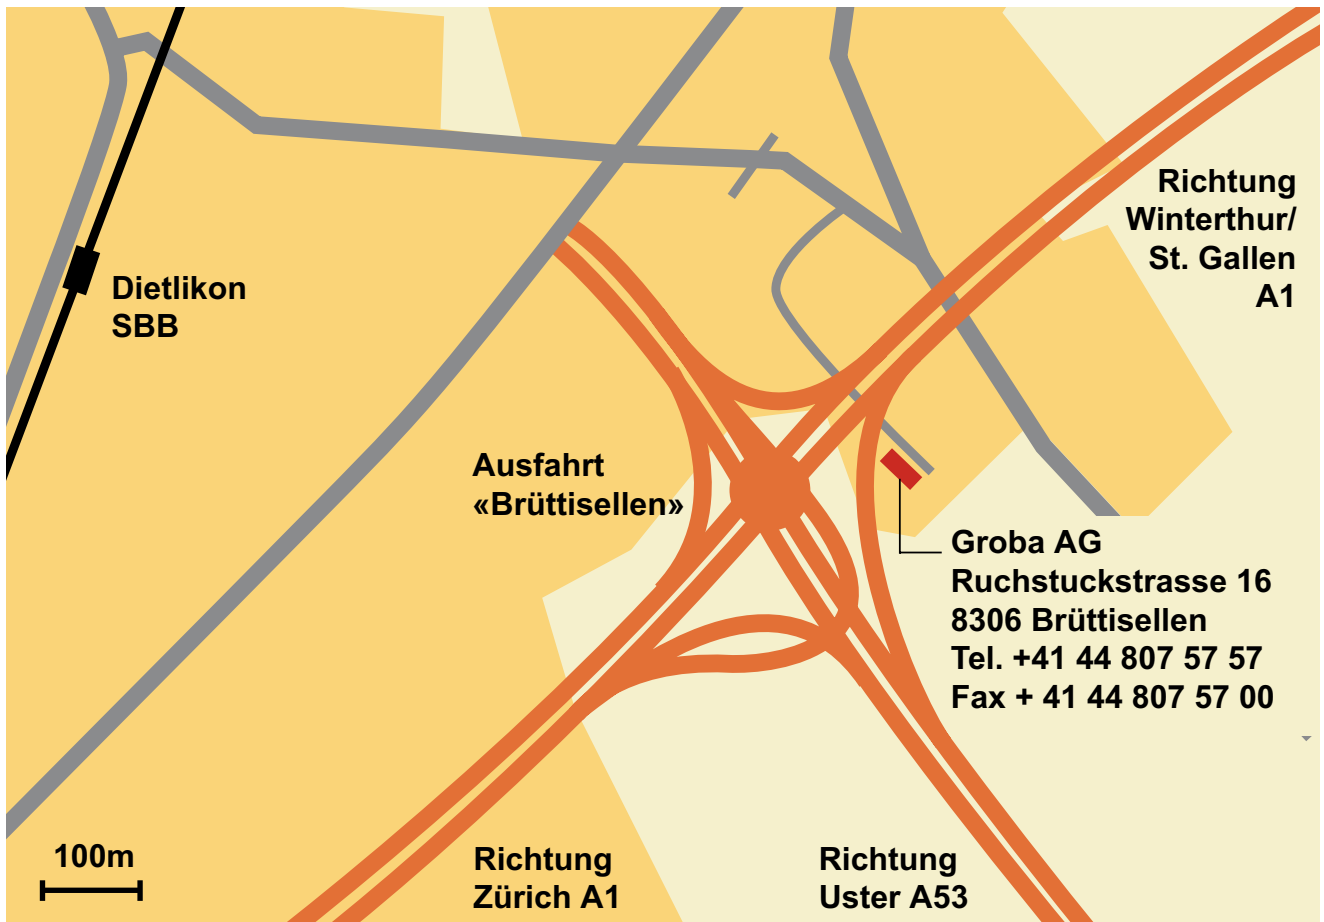 Richtung
Winterthur/
St. Gallen
A1
Dietlikon
SBB
Ausfahrt
«Brüttisellen»
Groba AG
Ruchstuckstrasse 16
8306 Brüttisellen
Tel. +41 44 807 57 57
Fax + 41 44 807 57 00
100m
Richtung
Zürich A1
Richtung
Uster A53